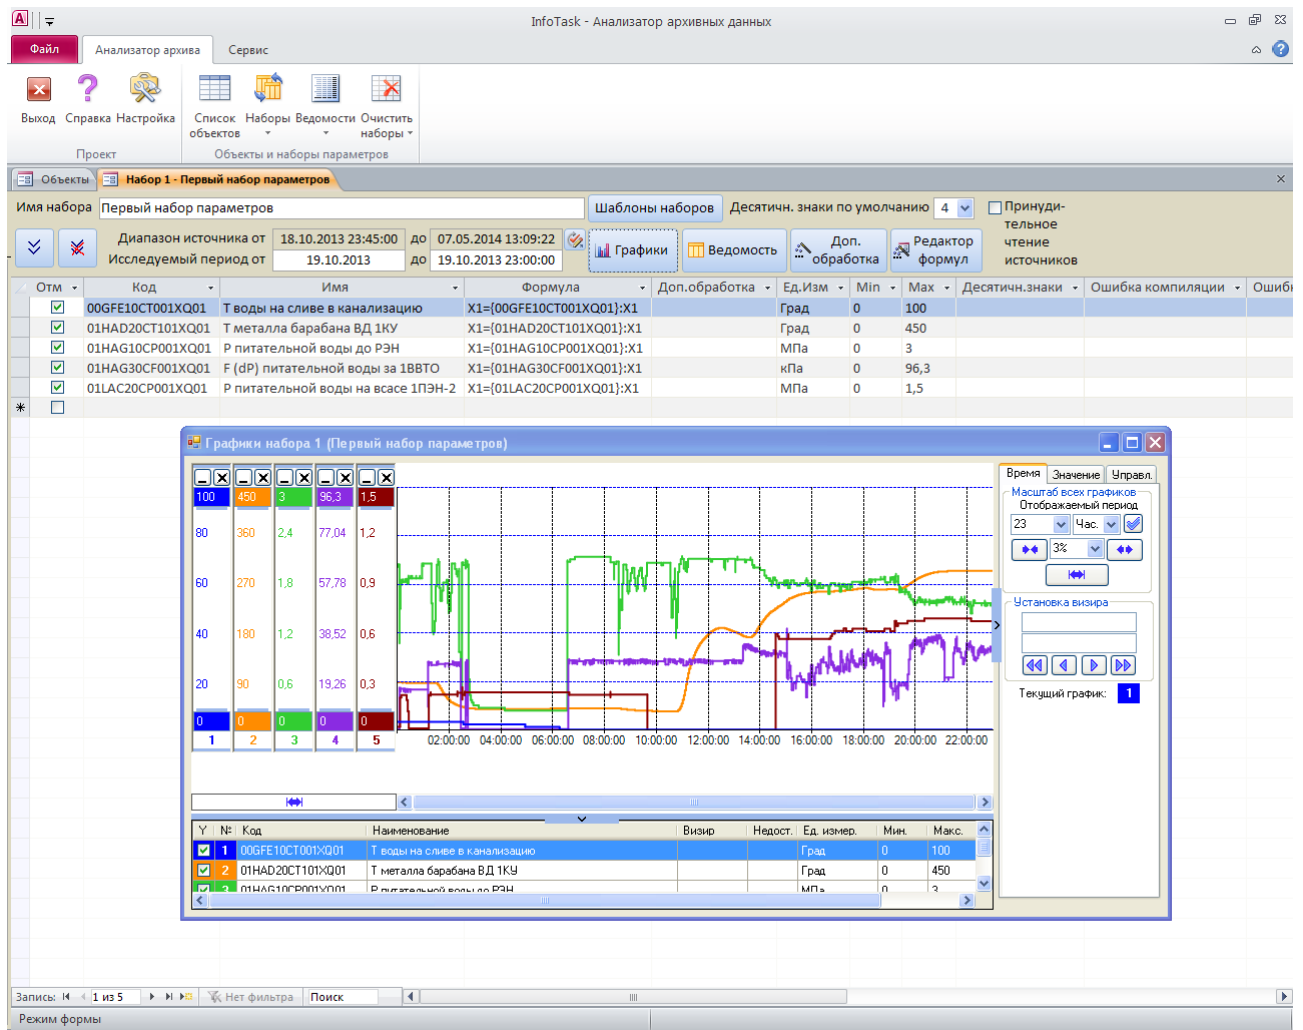 InfoTask - Анализатор архивных данных
Файл Анализатор архива Сервис
Выход Справка Настройка Список объектов Наборы Ведомости Очистить наборы
Проект Объекты и наборы параметров
Объекты Набор 1 - Первый набор параметров
Имя набора Первый набор параметров Шаблоны наборов Десятичн. знаки по умолчанию 4 Принуди-тельное чтение источников
Диапазон источника от 18.10.2013 23:45:00 до 07.05.2014 13:09:22
Исследуемый период от 19.10.2013 до 19.10.2013 23:00:00
Графики Ведомость Доп. обработка Редактор формул
Отм Код Имя Формула Доп.обработка Ед.Изм Min Max Десятичн.знаки Ошибка компиляции Ошибк
00GFE10CT001XQ01 Т воды на сливе в канализацию X1={00GFE10CT001XQ01}:X1 Град 0 100
01HAD20CT101XQ01 Т металла барабана ВД 1КУ X1={01HAD20CT101XQ01}:X1 Град 0 450
01HAG10CP001XQ01 Р питательной воды до РЭН X1={01HAG10CP001XQ01}:X1 МПа 0 3
01HAG30CF001XQ01 F (dP) питательной воды за 1ВВТО X1={01HAG30CF001XQ01}:X1 кПа 0 96,3
01LAC20CP001XQ01 Р питательной воды на всасе 1ПЭН-2 X1={01LAC20CP001XQ01}:X1 МПа 0 1,5
Графики набора 1 (Первый набор параметров)
100 450 3 96,3 1,5
80 360 2,4 77,04 1,2
60 270 1,8 57,78 0,9
40 180 1,2 38,52 0,6
20 90 0,6 19,26 0,3
0 0 0 0 0
1 2 3 4 5
02:00:00 04:00:00 06:00:00 08:00:00 10:00:00 12:00:00 14:00:00 16:00:00 18:00:00 20:00:00 22:00:00
Время Значение Управл.
Масштаб всех графиков
Отображаемый период
23 Час.
3%
Установка визира
Текущий график: 1
Y № Код Наименование Визир Недост. Ед. измер. Мин. Макс.
1 00GFE10CT001XQ01 Т воды на сливе в канализацию Град 0 100
2 01HAD20CT101XQ01 Т металла барабана ВД 1КУ Град 0 450
3 01HAG10CP001XQ01 Р питательной воды до РЭН МПа 0 3
Запись: 1 из 5 Нет фильтра Поиск
Режим формы